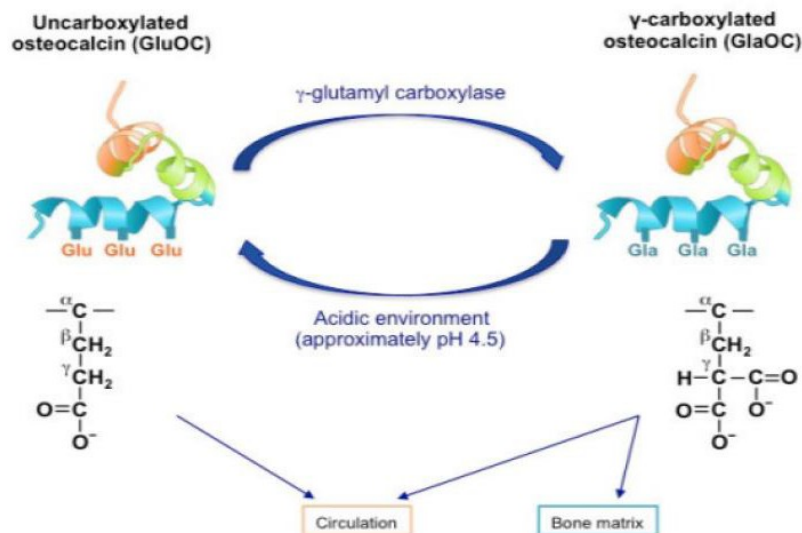 Uncarboxylated
osteocalcin (GluOC)
γ-carboxylated
osteocalcin (GlaOC)
γ-glutamyl carboxylase
Glu Glu Glu
Gla Gla Gla
Acidic environment
(approximately pH 4.5)
α
— C —
β CH₂
γ CH₂
O=C
O⁻
α
— C —
β CH₂
γ
H–C–C=O
O=C O⁻
O⁻
Circulation
Bone matrix